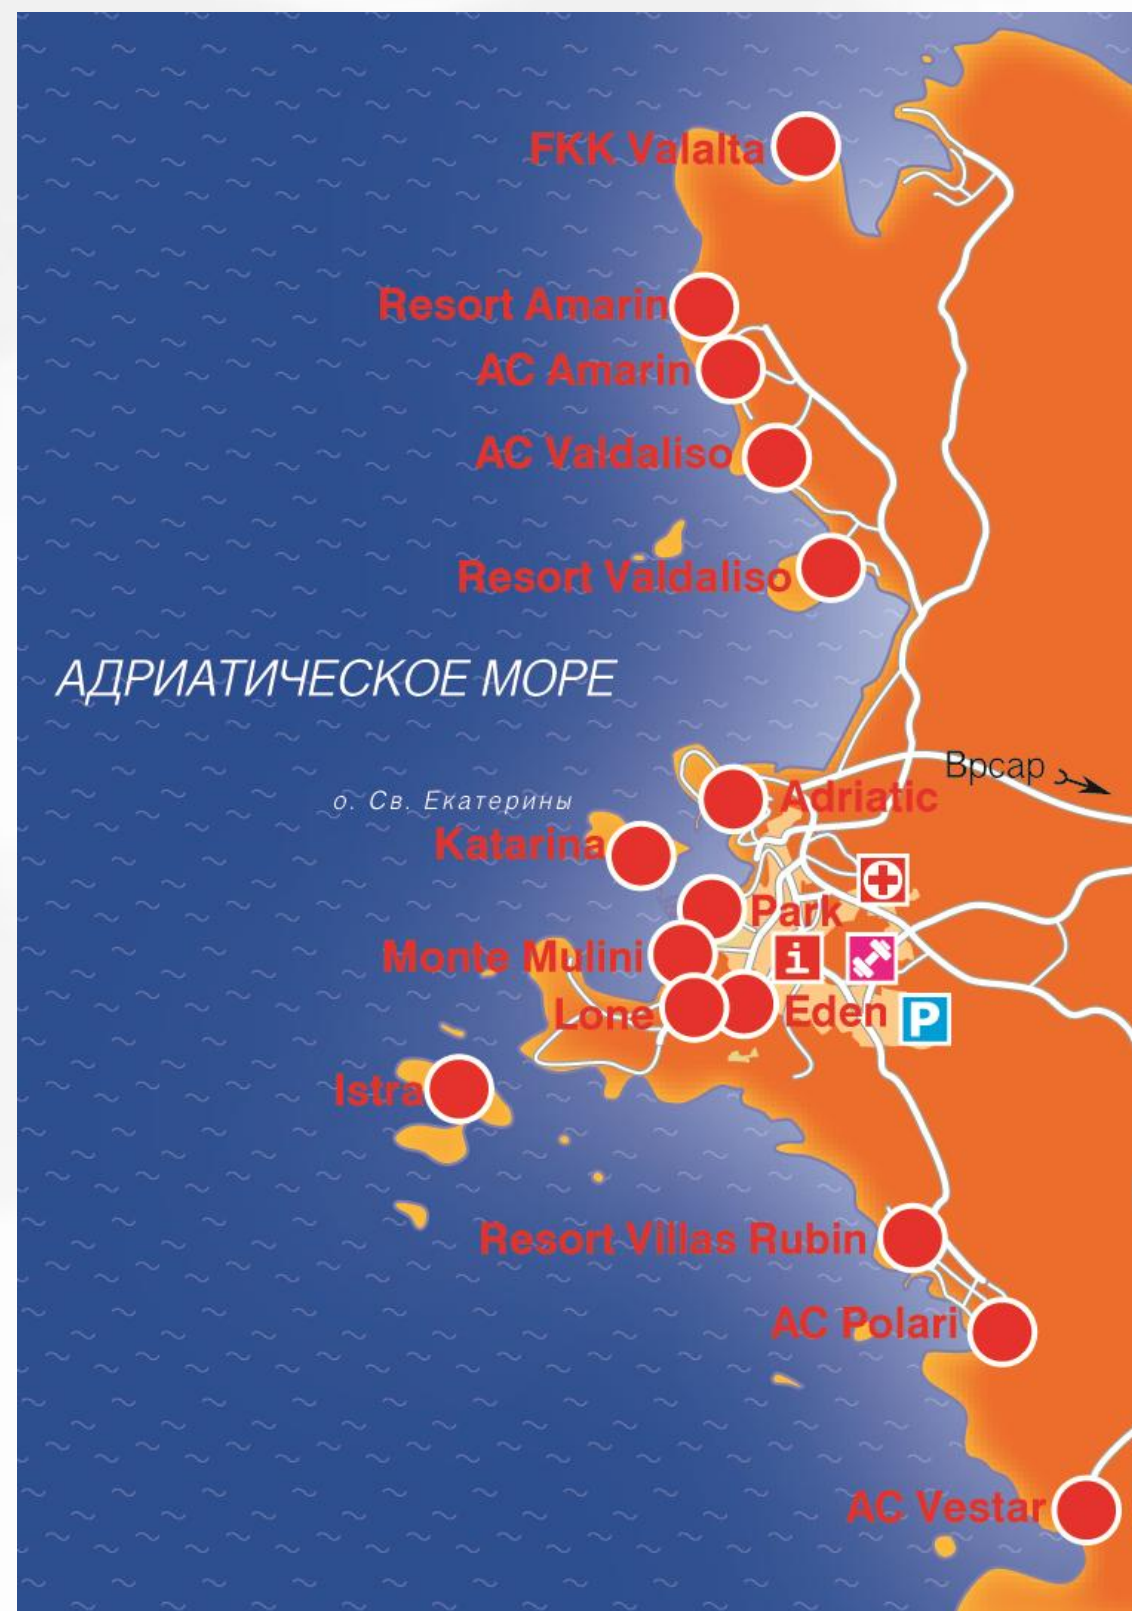 FKK Valalta
Resort Amarin
AC Amarin
AC Valdaliso
Resort Valdaliso
АДРИАТИЧЕСКОЕ МОРЕ
Врсар
о. Св. Екатерины
Adriatic
Katarina
Park
Monte Mulini
i
Lone
Eden
P
Istra
Resort Villas Rubin
AC Polari
AC Vestar